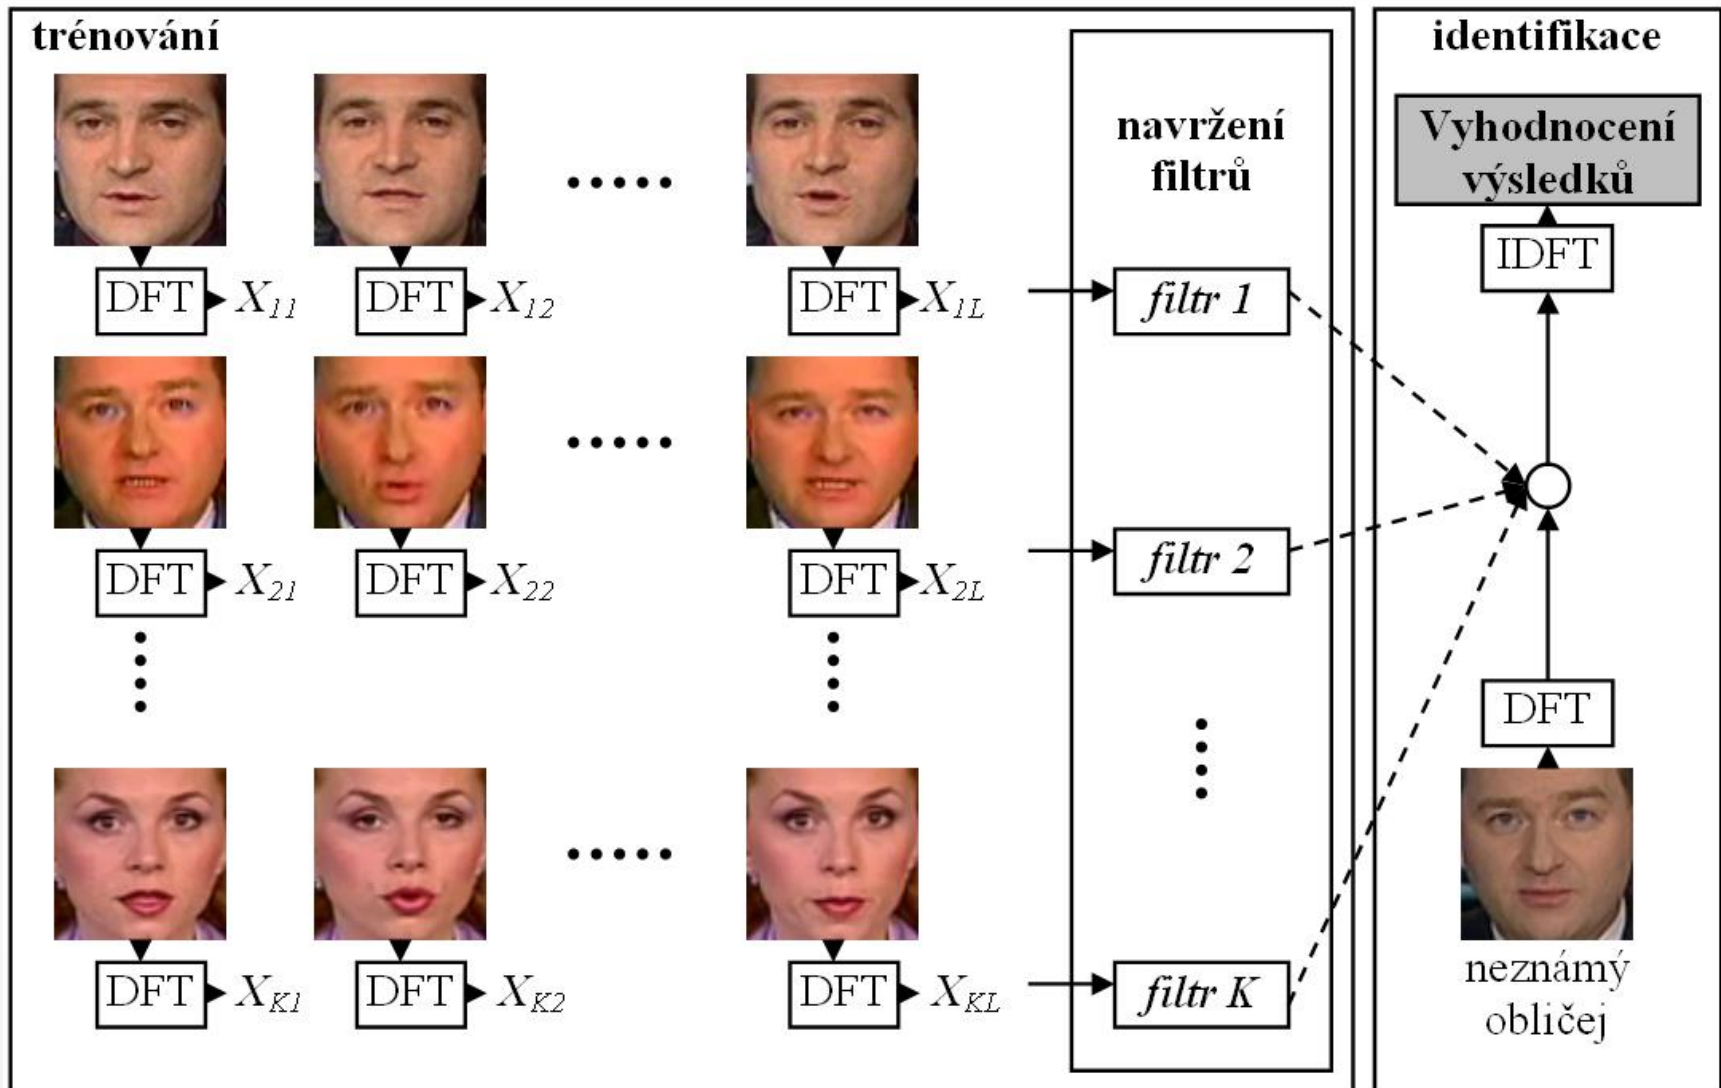 trénování
DFT X11 DFT X12 DFT X1L
DFT X21 DFT X22 DFT X2L
DFT XK1 DFT XK2 DFT XKL
navržení
filtrů
filtr 1
filtr 2
filtr K
identifikace
Vyhodnocení
výsledků
IDFT
DFT
neznámý
obličej